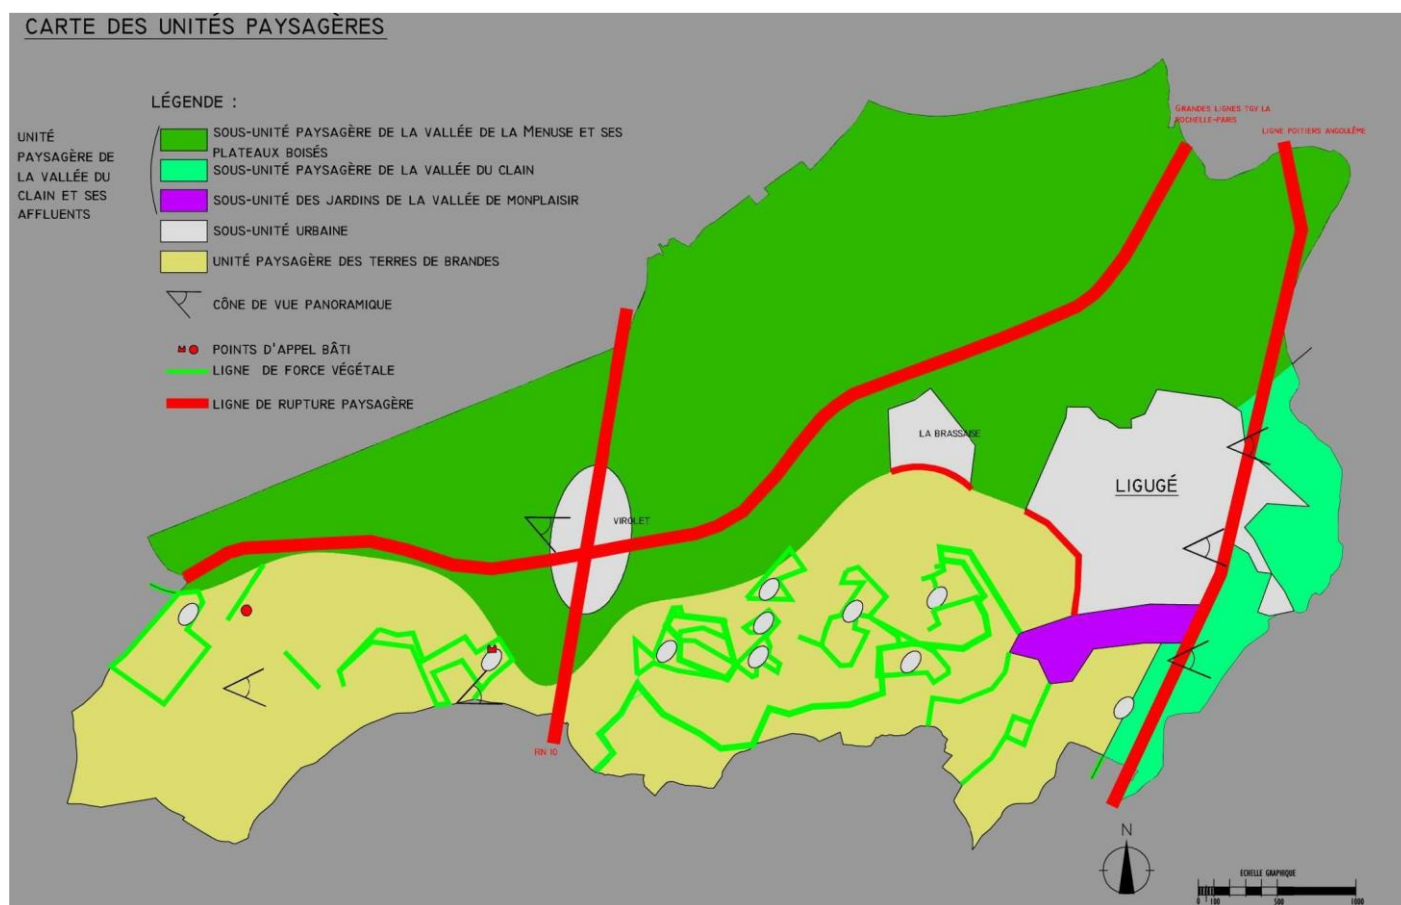 CARTE DES UNITÉS PAYSAGÈRES
LÉGENDE :
UNITÉ
PAYSAGÈRE DE
LA VALLÉE DU
CLAIN ET SES
AFFLUENTS
SOUS-UNITÉ PAYSAGÈRE DE LA VALLÉE DE LA MENUSE ET SES
PLATEAUX BOISÉS
SOUS-UNITÉ PAYSAGÈRE DE LA VALLÉE DU CLAIN
SOUS-UNITÉ DES JARDINS DE LA VALLÉE DE MONPLAISIR
SOUS-UNITÉ URBAINE
UNITÉ PAYSAGÈRE DES TERRES DE BRANDES
CÔNE DE VUE PANORAMIQUE
POINTS D'APPEL BÂTI
LIGNE DE FORCE VÉGÉTALE
LIGNE DE RUPTURE PAYSAGÈRE
GRANDES LIGNES TGV LA
ROCHELLE-PARIS
LIGNE POITIERS ANGOULÊME
LA BRASSAISE
LIGUGÉ
VIROLET
RN 10
N
ECHELLE GRAPHIQUE
0 100 500 1000